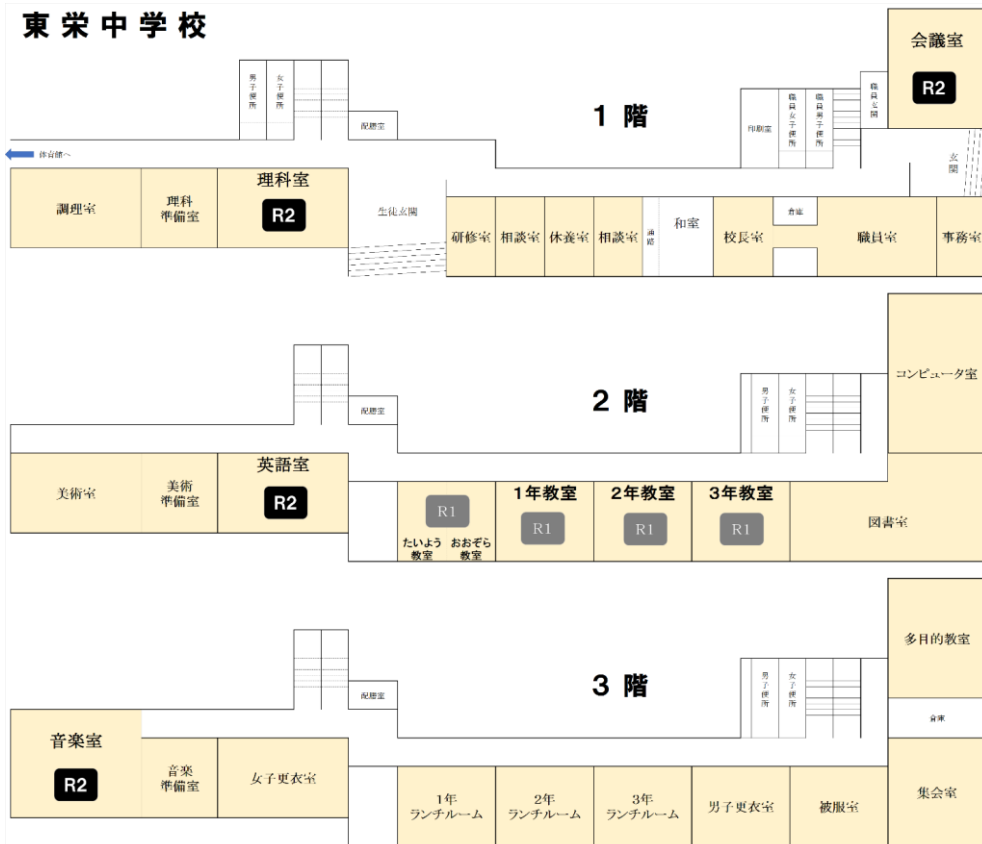 東栄中学校
会議室
R2
男子便所
女子便所
1階
職員玄関
配膳室
印刷室
職員女子便所
職員男子便所
体育館へ
玄関
調理室
理科
準備室
理科室
R2
生徒玄関
研修室
相談室
休養室
相談室
通路
和室
校長室
倉庫
職員室
事務室
2階
コンピュータ室
配膳室
男子便所
女子便所
美術室
美術
準備室
英語室
R2
R1
たいよう
教室
おおぞら
教室
1年教室
R1
2年教室
R1
3年教室
R1
図書室
3階
多目的教室
配膳室
男子便所
女子便所
倉庫
音楽室
R2
音楽
準備室
女子更衣室
1年
ランチルーム
2年
ランチルーム
3年
ランチルーム
男子更衣室
被服室
集会室